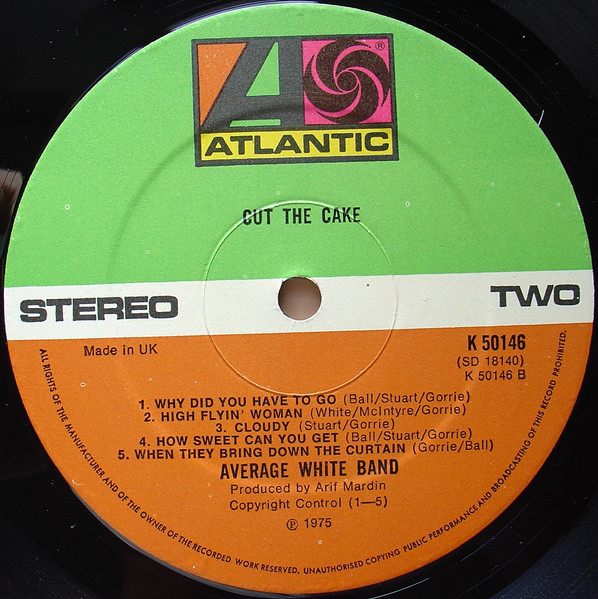 A
®
ATLANTIC
CUT THE CAKE
STEREO
TWO
Made in UK
K 50146
(SD 18140)
K 50146 B
1. WHY DID YOU HAVE TO GO (Ball/Stuart/Gorrie)
2. HIGH FLYIN' WOMAN (White/McIntyre/Gorrie)
3. CLOUDY (Stuart/Gorrie)
4. HOW SWEET CAN YOU GET (Ball/Stuart/Gorrie)
5. WHEN THEY BRING DOWN THE CURTAIN (Gorrie/Ball)
AVERAGE WHITE BAND
Produced by Arif Mardin
Copyright Control (1—5)
Ⓟ 1975
ALL RIGHTS OF THE MANUFACTURER AND OF THE OWNER OF THE RECORDED WORK RESERVED. UNAUTHORISED COPYING PUBLIC PERFORMANCE AND BROADCASTING OF THIS RECORD PROHIBITED.